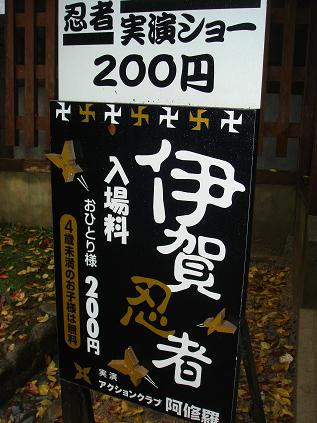 忍者実演ショー
200円
伊賀忍者
入場料
おひとり様 200円
4歳未満のお子様は無料
実演
アクションクラブ 阿修羅